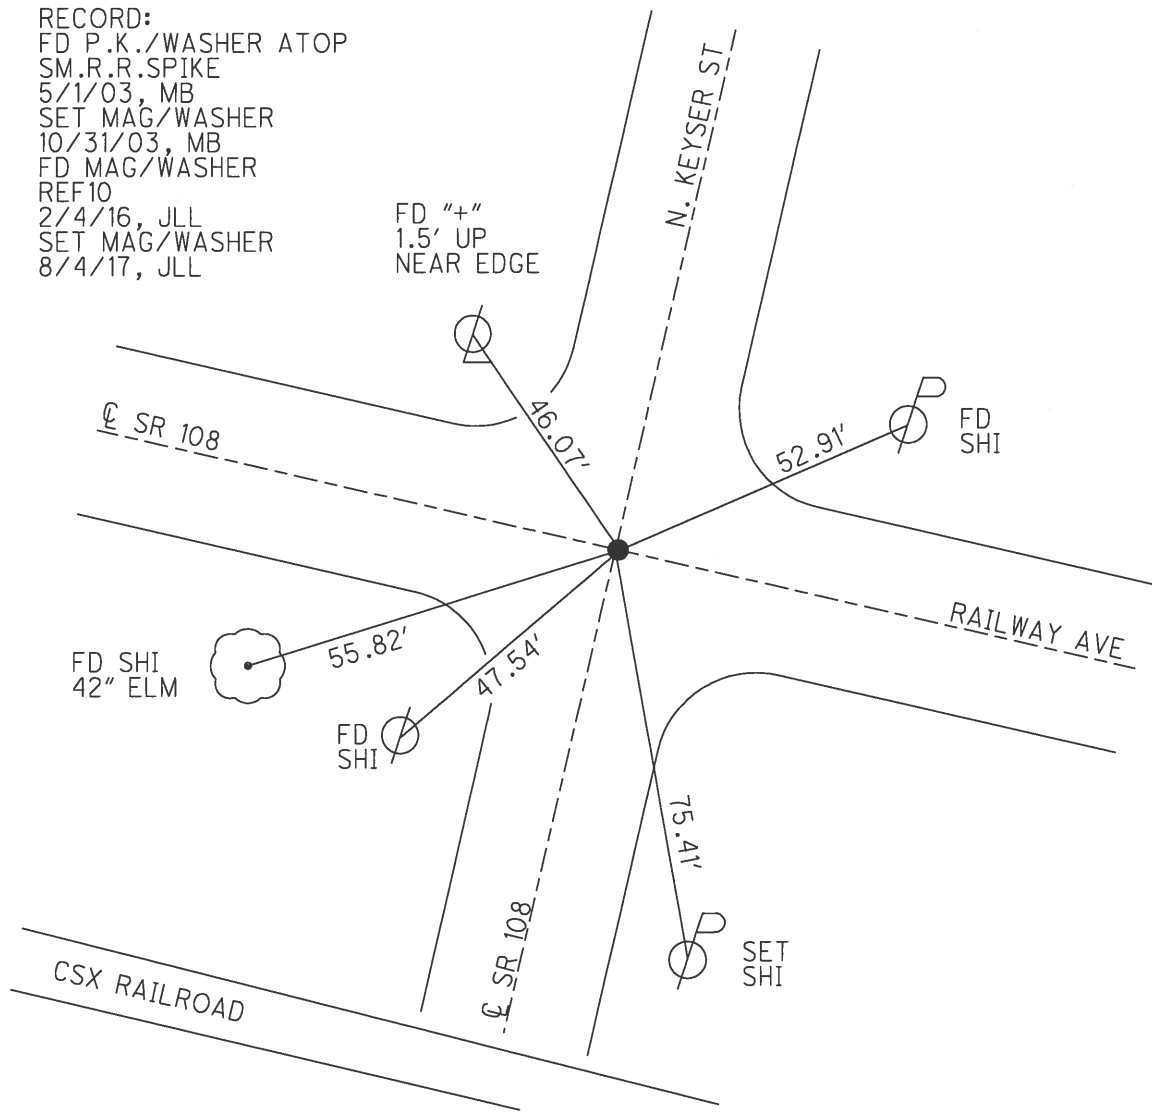 RECORD:
FD P.K./WASHER ATOP
SM.R.R.SPIKE
5/1/03, MB
SET MAG/WASHER
10/31/03, MB
FD MAG/WASHER
REF10
2/4/16, JLL
SET MAG/WASHER
8/4/17, JLL
N. KEYSER ST
FD "+"
1.5' UP
NEAR EDGE
℄ SR 108
46.07'
52.91'
FD
SHI
RAILWAY AVE
55.82'
47.54'
FD SHI
42" ELM
FD
SHI
75.41'
℄ SR 108
SET
SHI
CSX RAILROAD